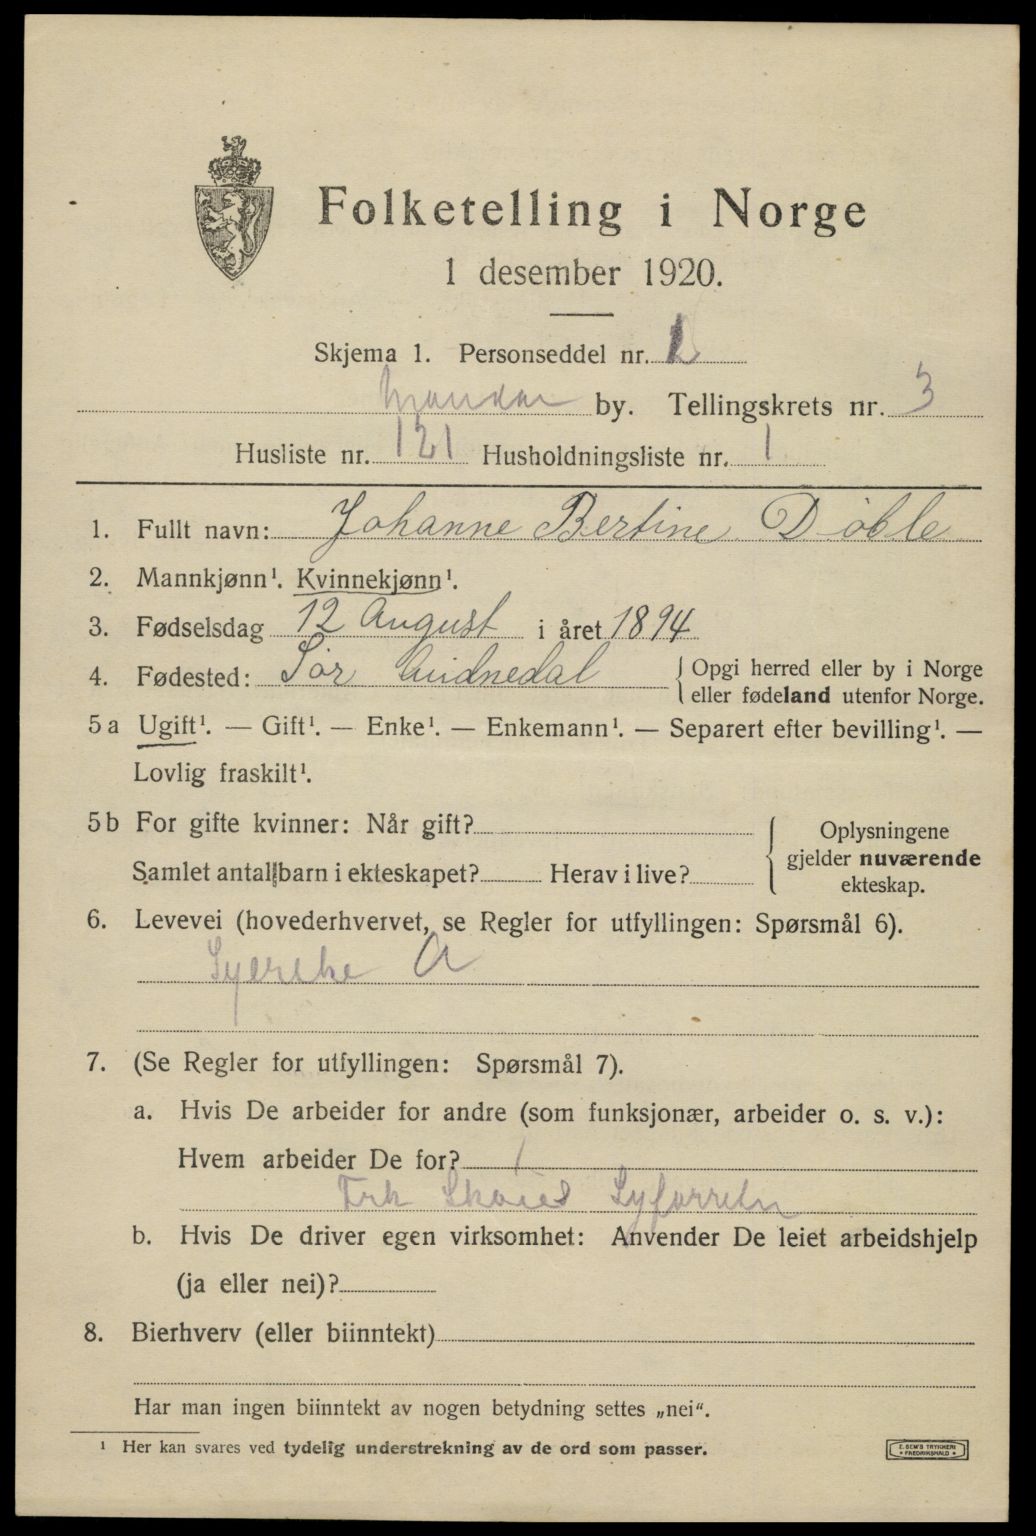 Folketelling i Norge
1 desember 1920.
Skjema 1. Personseddel nr.
Mandal by. Tellingskrets nr. 3
Husliste nr. 121 Husholdningsliste nr. 1
1. Fullt navn: Johanne Bertine Døble
2. Mannkjønn¹. Kvinnekjønn¹.
3. Fødselsdag 12 August i året 1894
4. Fødested: Sør Audnedal { Opgi herred eller by i Norge
eller fødeland utenfor Norge.
5a Ugift¹. — Gift¹. — Enke¹. — Enkemann¹. — Separert efter bevilling¹. —
Lovlig fraskilt¹.
5b For gifte kvinner: Når gift?
Samlet antall barn i ekteskapet? Herav i live?
{ Oplysningene
gjelder nuværende
ekteskap.
6. Levevei (hovederhvervet, se Regler for utfyllingen: Spørsmål 6).
Syerske A
7. (Se Regler for utfyllingen: Spørsmål 7).
a. Hvis De arbeider for andre (som funksjonær, arbeider o. s. v.):
Hvem arbeider De for?
Frk Syforretn
b. Hvis De driver egen virksomhet: Anvender De leiet arbeidshjelp
(ja eller nei)?
8. Bierhverv (eller biinntekt)
Har man ingen biinntekt av nogen betydning settes „nei“.
¹ Her kan svares ved tydelig understrekning av de ord som passer.
E. SEM'S TRYKKERI
FREDRIKSHALD